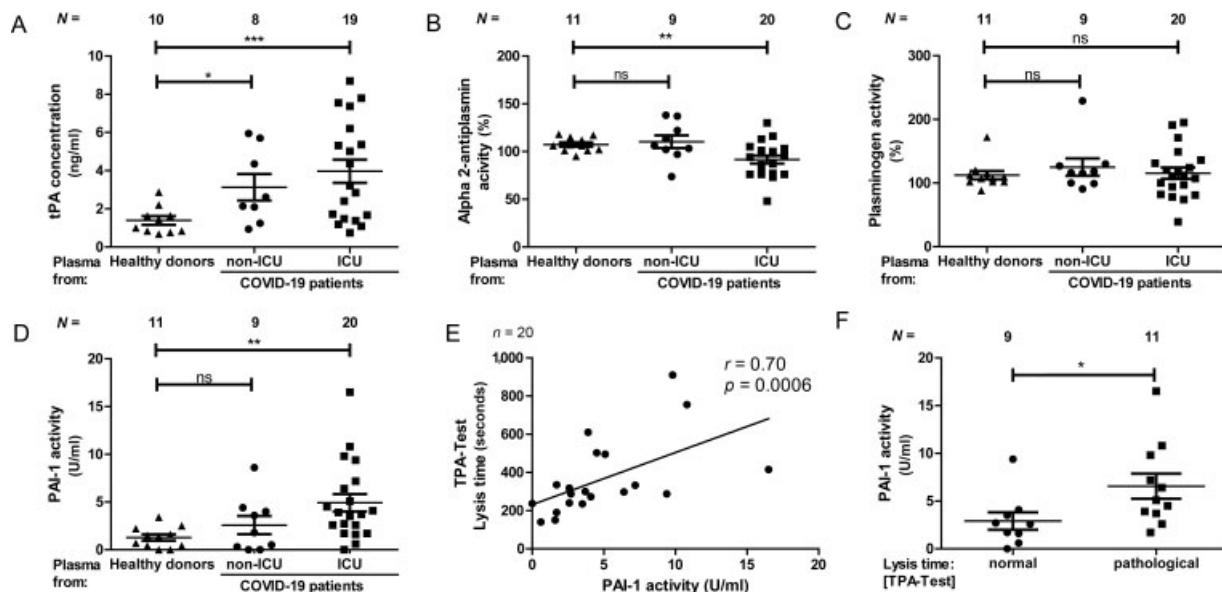 A
N = 10 8 19
***
*
tPA concentration
(ng/ml)
10
8
6
4
2
0
Plasma
from:
Healthy donors non-ICU ICU
COVID-19 patients
B
N = 11 9 20
**
ns
Alpha 2-antiplasmin
acivity (%)
200
150
100
50
0
Plasma
from:
Healthy donors non-ICU ICU
COVID-19 patients
C
N = 11 9 20
ns
ns
Plasminogen activity
(%)
300
200
100
0
Plasma
from:
Healthy donors non-ICU ICU
COVID-19 patients
D
N = 11 9 20
**
ns
PAI-1 activity
(U/ml)
20
15
10
5
0
Plasma
from:
Healthy donors non-ICU ICU
COVID-19 patients
E
n = 20
r = 0.70
p = 0.0006
TPA-Test
Lysis time (seconds)
1,000
800
600
400
200
0
0 5 10 15 20
PAI-1 activity (U/ml)
F
N = 9 11
*
PAI-1 activity
(U/ml)
20
15
10
5
0
Lysis time:
[TPA-Test]
normal pathological